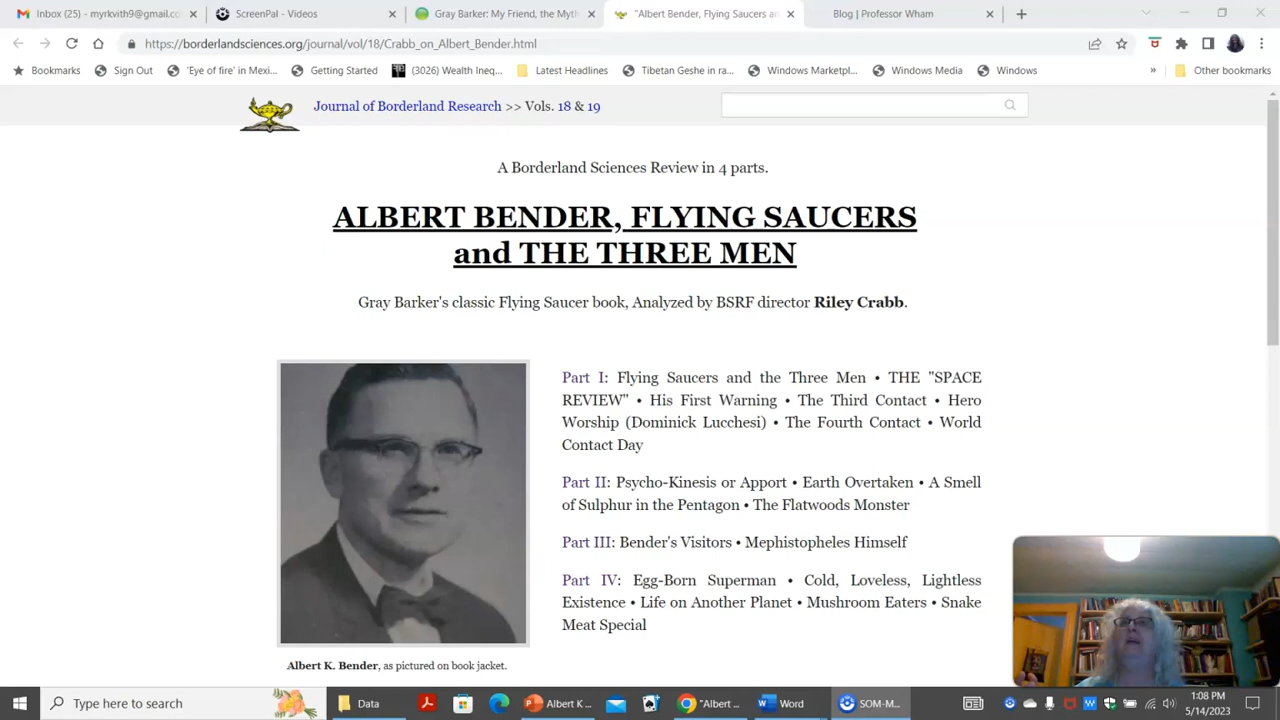 Inbox (25) - myrkvith9@gmail.co
ScreenPal - Videos
Gray Barker: My Friend, the Myth
"Albert Bender, Flying Saucers an
Blog | Professor Wham
https://borderlandsciences.org/journal/vol/18/Crabb_on_Albert_Bender.html
Bookmarks
Sign Out
'Eye of fire' in Mexi...
Getting Started
(3026) Wealth Ineq...
Latest Headlines
Tibetan Geshe in ra...
Windows Marketpl...
Windows Media
Windows
»
Other bookmarks
Journal of Borderland Research >> Vols. 18 & 19
A Borderland Sciences Review in 4 parts.
ALBERT BENDER, FLYING SAUCERS
and THE THREE MEN
Gray Barker's classic Flying Saucer book, Analyzed by BSRF director Riley Crabb.
Part I: Flying Saucers and the Three Men • THE "SPACE
REVIEW" • His First Warning • The Third Contact • Hero
Worship (Dominick Lucchesi) • The Fourth Contact • World
Contact Day
Part II: Psycho-Kinesis or Apport • Earth Overtaken • A Smell
of Sulphur in the Pentagon • The Flatwoods Monster
Part III: Bender's Visitors • Mephistopheles Himself
Part IV: Egg-Born Superman • Cold, Loveless, Lightless
Existence • Life on Another Planet • Mushroom Eaters • Snake
Meat Special
Albert K. Bender, as pictured on book jacket.
Type here to search
Data
Albert K ...
"Albert ...
Word
SOM-M...
1:08 PM
5/14/2023